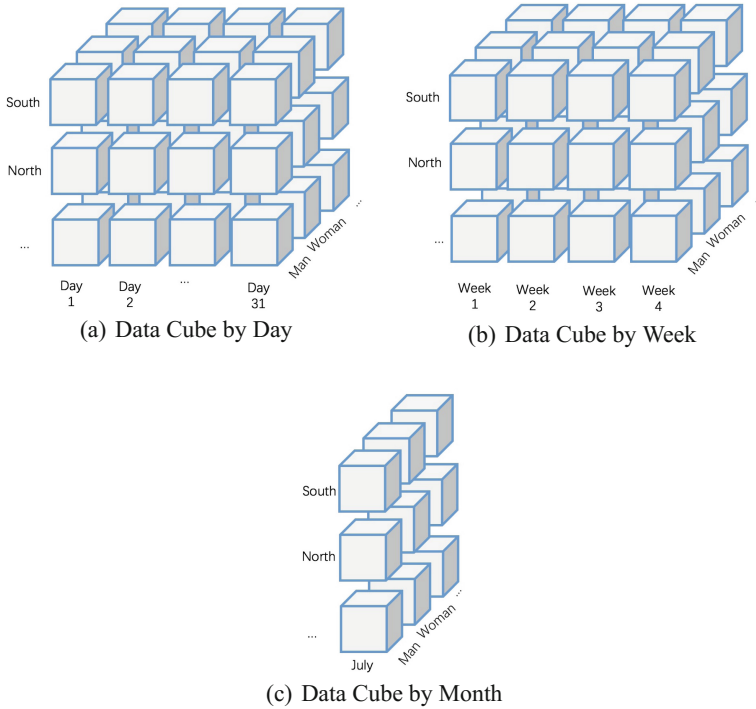 South
North
...
Day 1
Day 2
...
Day 31
Man Woman ...
(a) Data Cube by Day
South
North
...
Week 1
Week 2
Week 3
Week 4
Man Woman ...
(b) Data Cube by Week
South
North
...
July
Man Woman ...
(c) Data Cube by Month